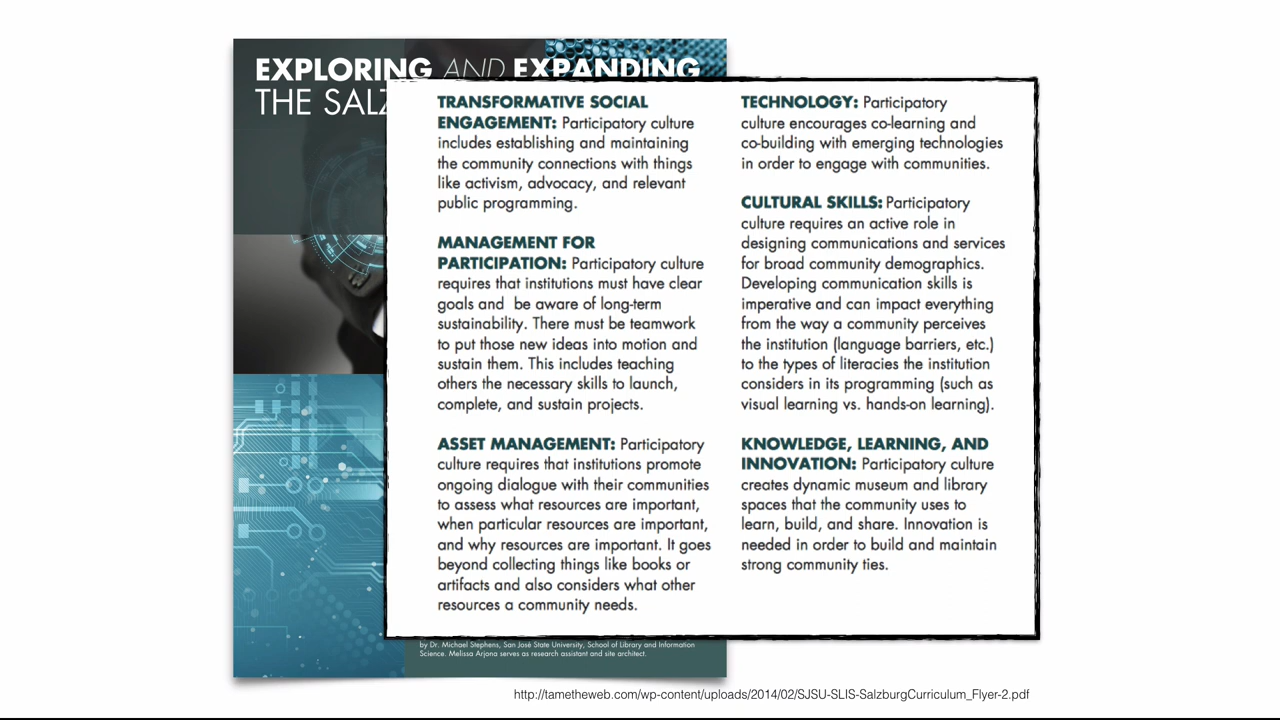 EXPLORING AND EXPANDING
THE SALZ
TRANSFORMATIVE SOCIAL
ENGAGEMENT: Participatory culture
includes establishing and maintaining
the community connections with things
like activism, advocacy, and relevant
public programming.
MANAGEMENT FOR
PARTICIPATION: Participatory culture
requires that institutions must have clear
goals and  be aware of long-term
sustainability. There must be teamwork
to put those new ideas into motion and
sustain them. This includes teaching
others the necessary skills to launch,
complete, and sustain projects.
ASSET MANAGEMENT: Participatory
culture requires that institutions promote
ongoing dialogue with their communities
to assess what resources are important,
when particular resources are important,
and why resources are important. It goes
beyond collecting things like books or
artifacts and also considers what other
resources a community needs.
TECHNOLOGY: Participatory
culture encourages co-learning and
co-building with emerging technologies
in order to engage with communities.
CULTURAL SKILLS: Participatory
culture requires an active role in
designing communications and services
for broad community demographics.
Developing communication skills is
imperative and can impact everything
from the way a community perceives
the institution (language barriers, etc.)
to the types of literacies the institution
considers in its programming (such as
visual learning vs. hands-on learning).
KNOWLEDGE, LEARNING, AND
INNOVATION: Participatory culture
creates dynamic museum and library
spaces that the community uses to
learn, build, and share. Innovation is
needed in order to build and maintain
strong community ties.
by Dr. Michael Stephens, San José State University, School of Library and Information
Science. Melissa Arjona serves as research assistant and site architect.
http://tametheweb.com/wp-content/uploads/2014/02/SJSU-SLIS-SalzburgCurriculum_Flyer-2.pdf